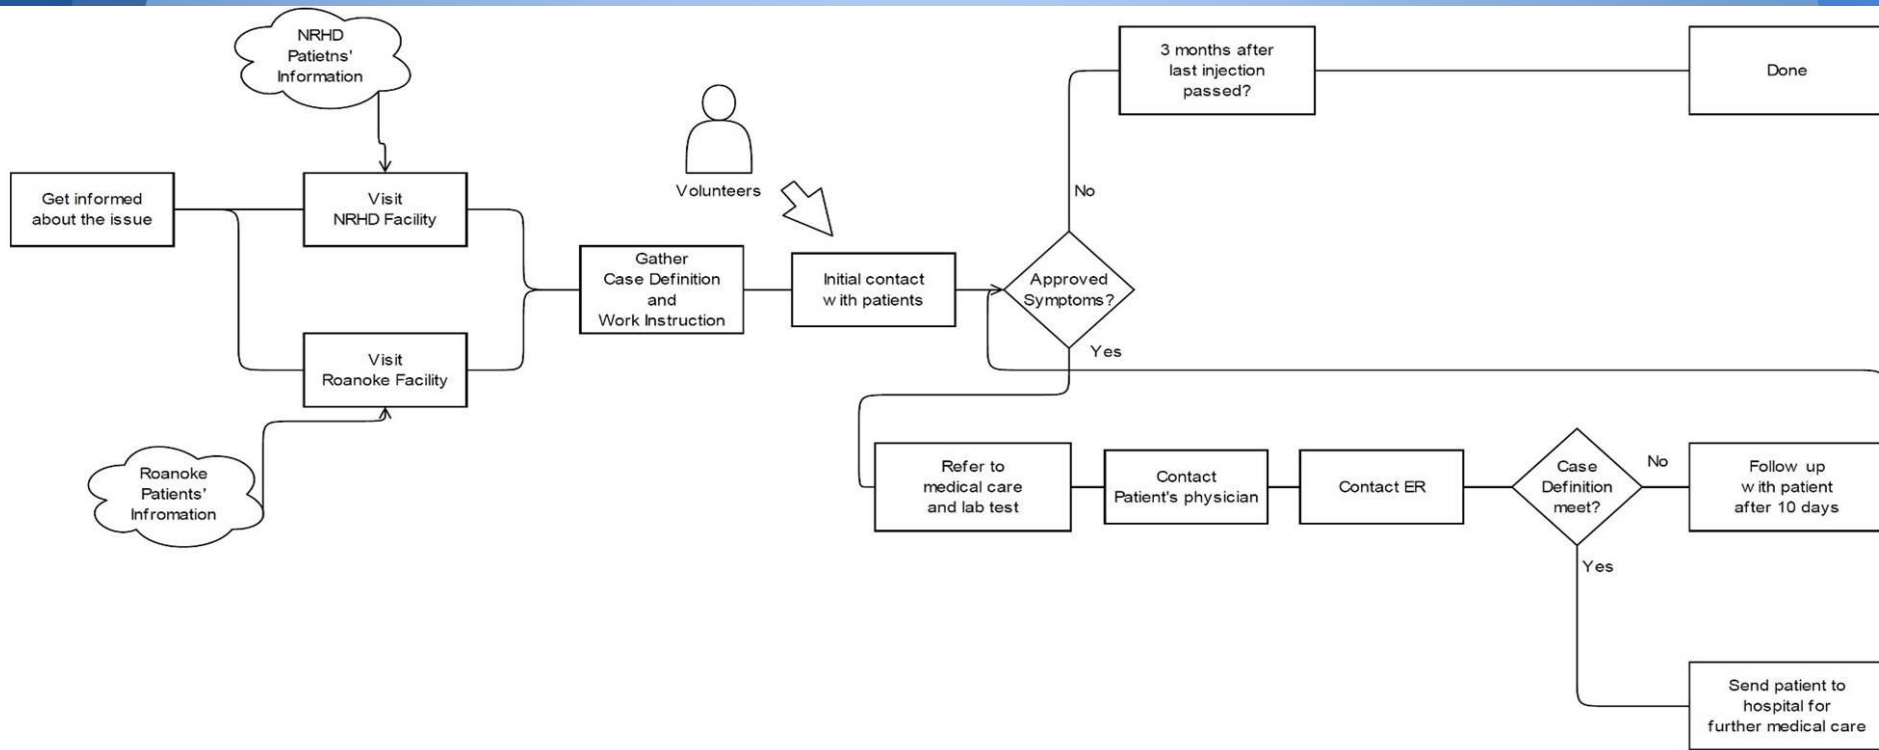 NRHD
Patietns'
Information
3 months after
last injection
passed?
Done
Volunteers
No
Get informed
about the issue
Visit
NRHD Facility
Gather
Case Definition
and
Work Instruction
Initial contact
with patients
Approved
Symptoms?
Yes
Visit
Roanoke Facility
Roanoke
Patients'
Infromation
Refer to
medical care
and lab test
Contact
Patient's physician
Contact ER
Case
Definition
meet?
No
Follow up
with patient
after 10 days
Yes
Send patient to
hospital for
further medical care